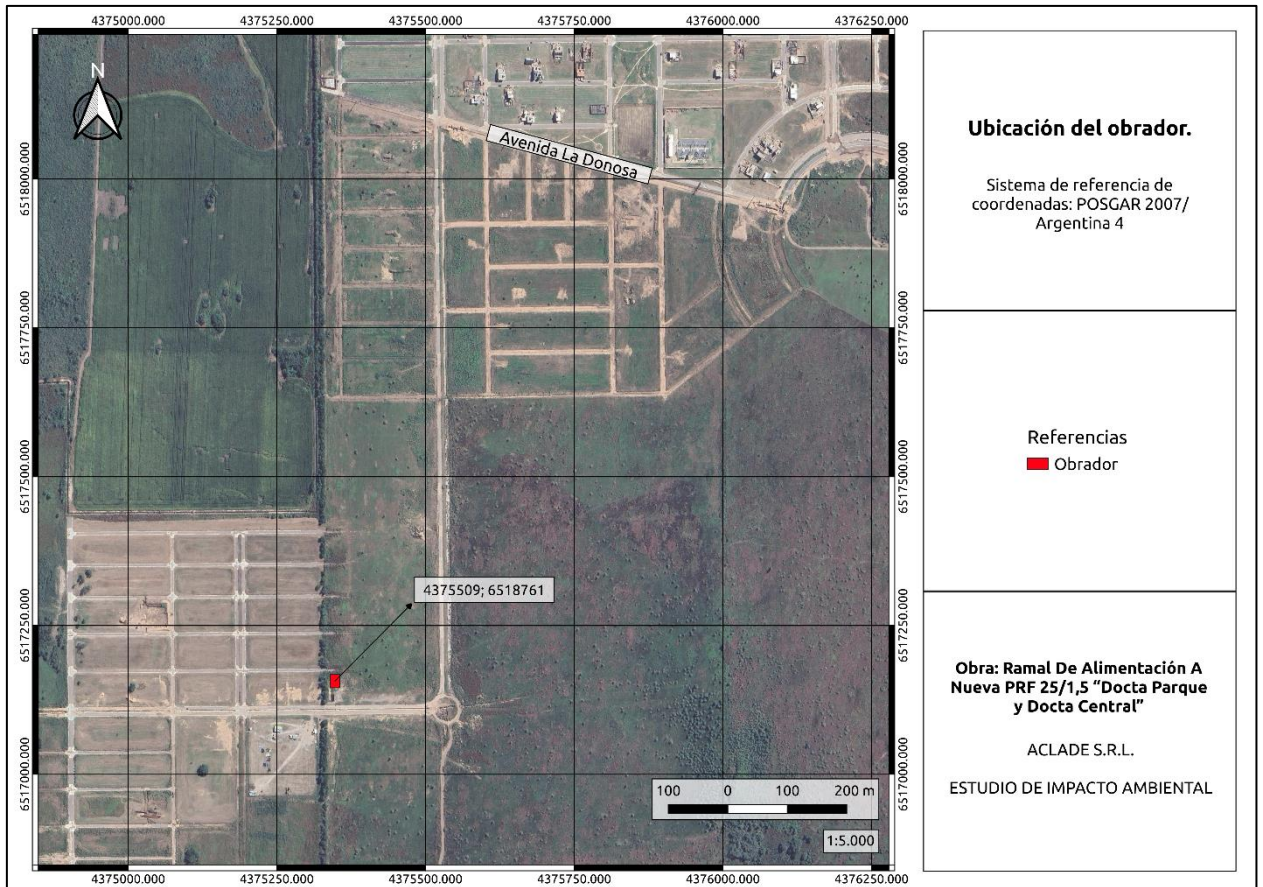 4375000.000 4375250.000 4375500.000 4375750.000 4376000.000 4376250.000
N
Avenida La Donosa
6518000.000 6518000.000
6517750.000 6517750.000
6517500.000 6517500.000
4375509; 6518761
6517250.000 6517250.000
6517000.000 6517000.000
100 0 100 200 m
1:5.000
4375000.000 4375250.000 4375500.000 4375750.000 4376000.000 4376250.000
Ubicación del obrador.
Sistema de referencia de
coordenadas: POSGAR 2007/
Argentina 4
Referencias
Obrador
Obra: Ramal De Alimentación A
Nueva PRF 25/1,5 “Docta Parque
y Docta Central”
ACLADE S.R.L.
ESTUDIO DE IMPACTO AMBIENTAL